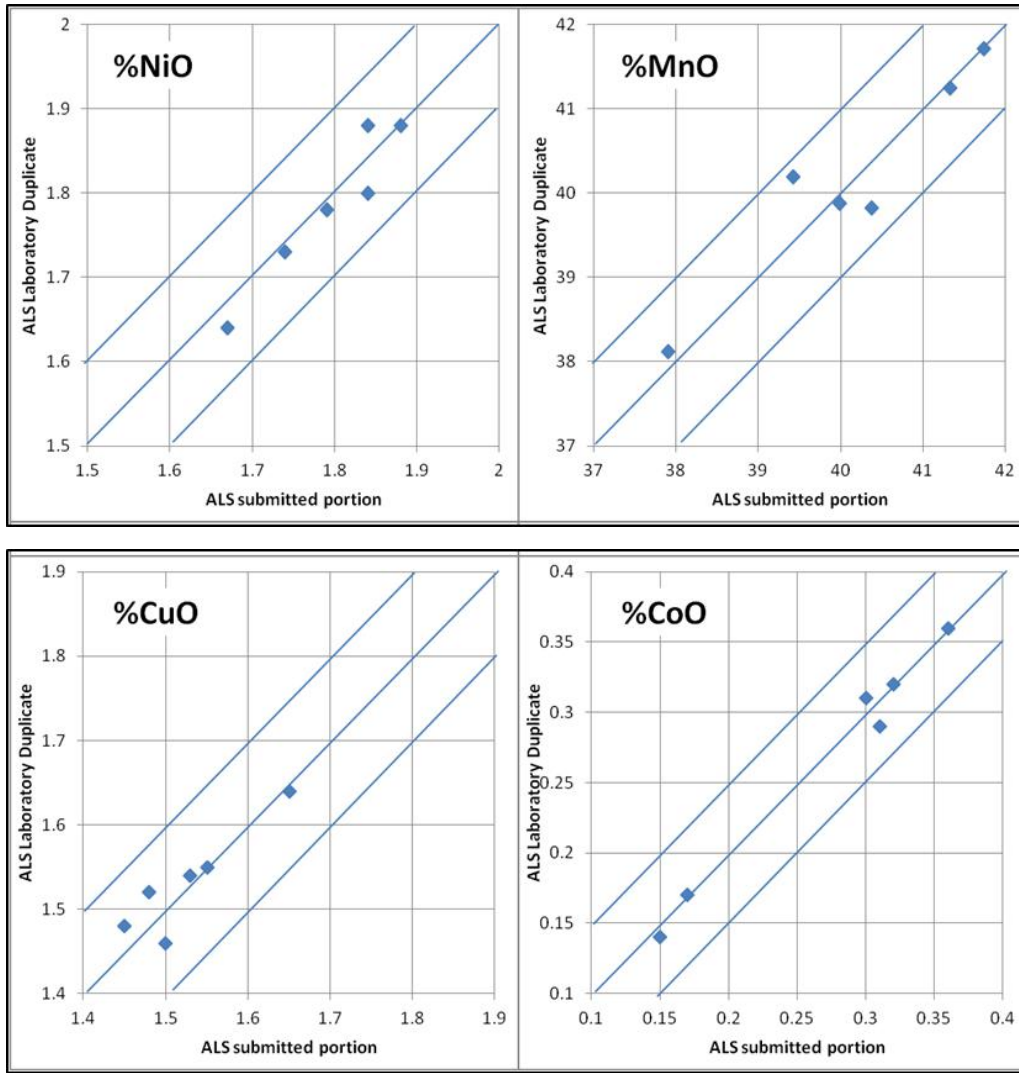 %NiO
ALS Laboratory Duplicate
2
1.9
1.8
1.7
1.6
1.5
1.5 1.6 1.7 1.8 1.9 2
ALS submitted portion
%MnO
ALS Laboratory Duplicate
42
41
40
39
38
37
37 38 39 40 41 42
ALS submitted portion
%CuO
ALS Laboratory Duplicate
1.9
1.8
1.7
1.6
1.5
1.4
1.4 1.5 1.6 1.7 1.8 1.9
ALS submitted portion
%CoO
ALS Laboratory Duplicate
0.4
0.35
0.3
0.25
0.2
0.15
0.1
0.1 0.15 0.2 0.25 0.3 0.35 0.4
ALS submitted portion